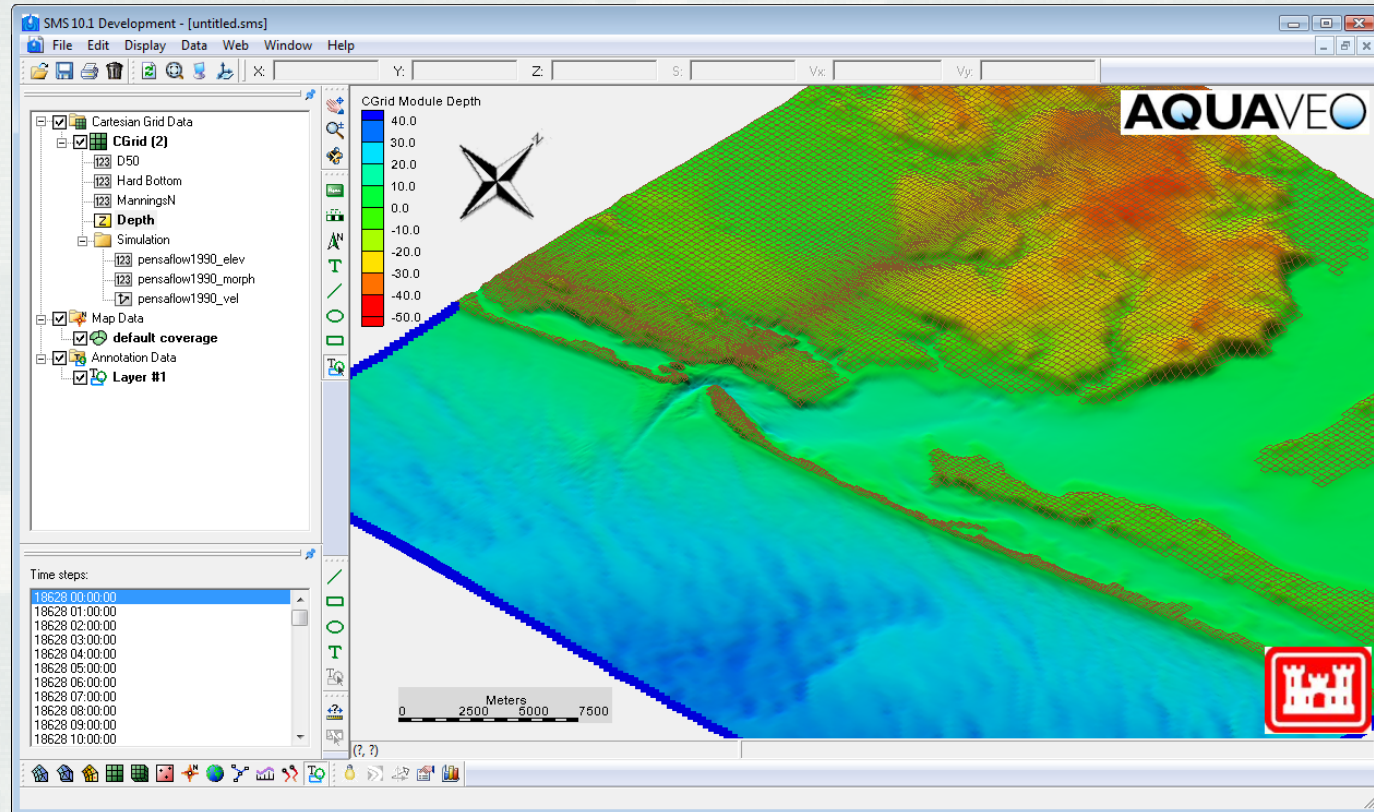 SMS 10.1 Development - [untitled.sms]
File Edit Display Data Web Window Help
X: Y: Z: S: Vx: Vy:
Cartesian Grid Data
CGrid (2)
123 D50
123 Hard Bottom
123 ManningsN
Z Depth
Simulation
123 pensaflow1990_elev
123 pensaflow1990_morph
pensaflow1990_vel
Map Data
default coverage
Annotation Data
Layer #1
Time steps:
18628 00:00:00
18628 01:00:00
18628 02:00:00
18628 03:00:00
18628 04:00:00
18628 05:00:00
18628 06:00:00
18628 07:00:00
18628 08:00:00
18628 09:00:00
18628 10:00:00
CGrid Module Depth
40.0
30.0
20.0
10.0
0.0
-10.0
-20.0
-30.0
-40.0
-50.0
N
AQUAVEO
Meters
0 2500 5000 7500
(?, ?)